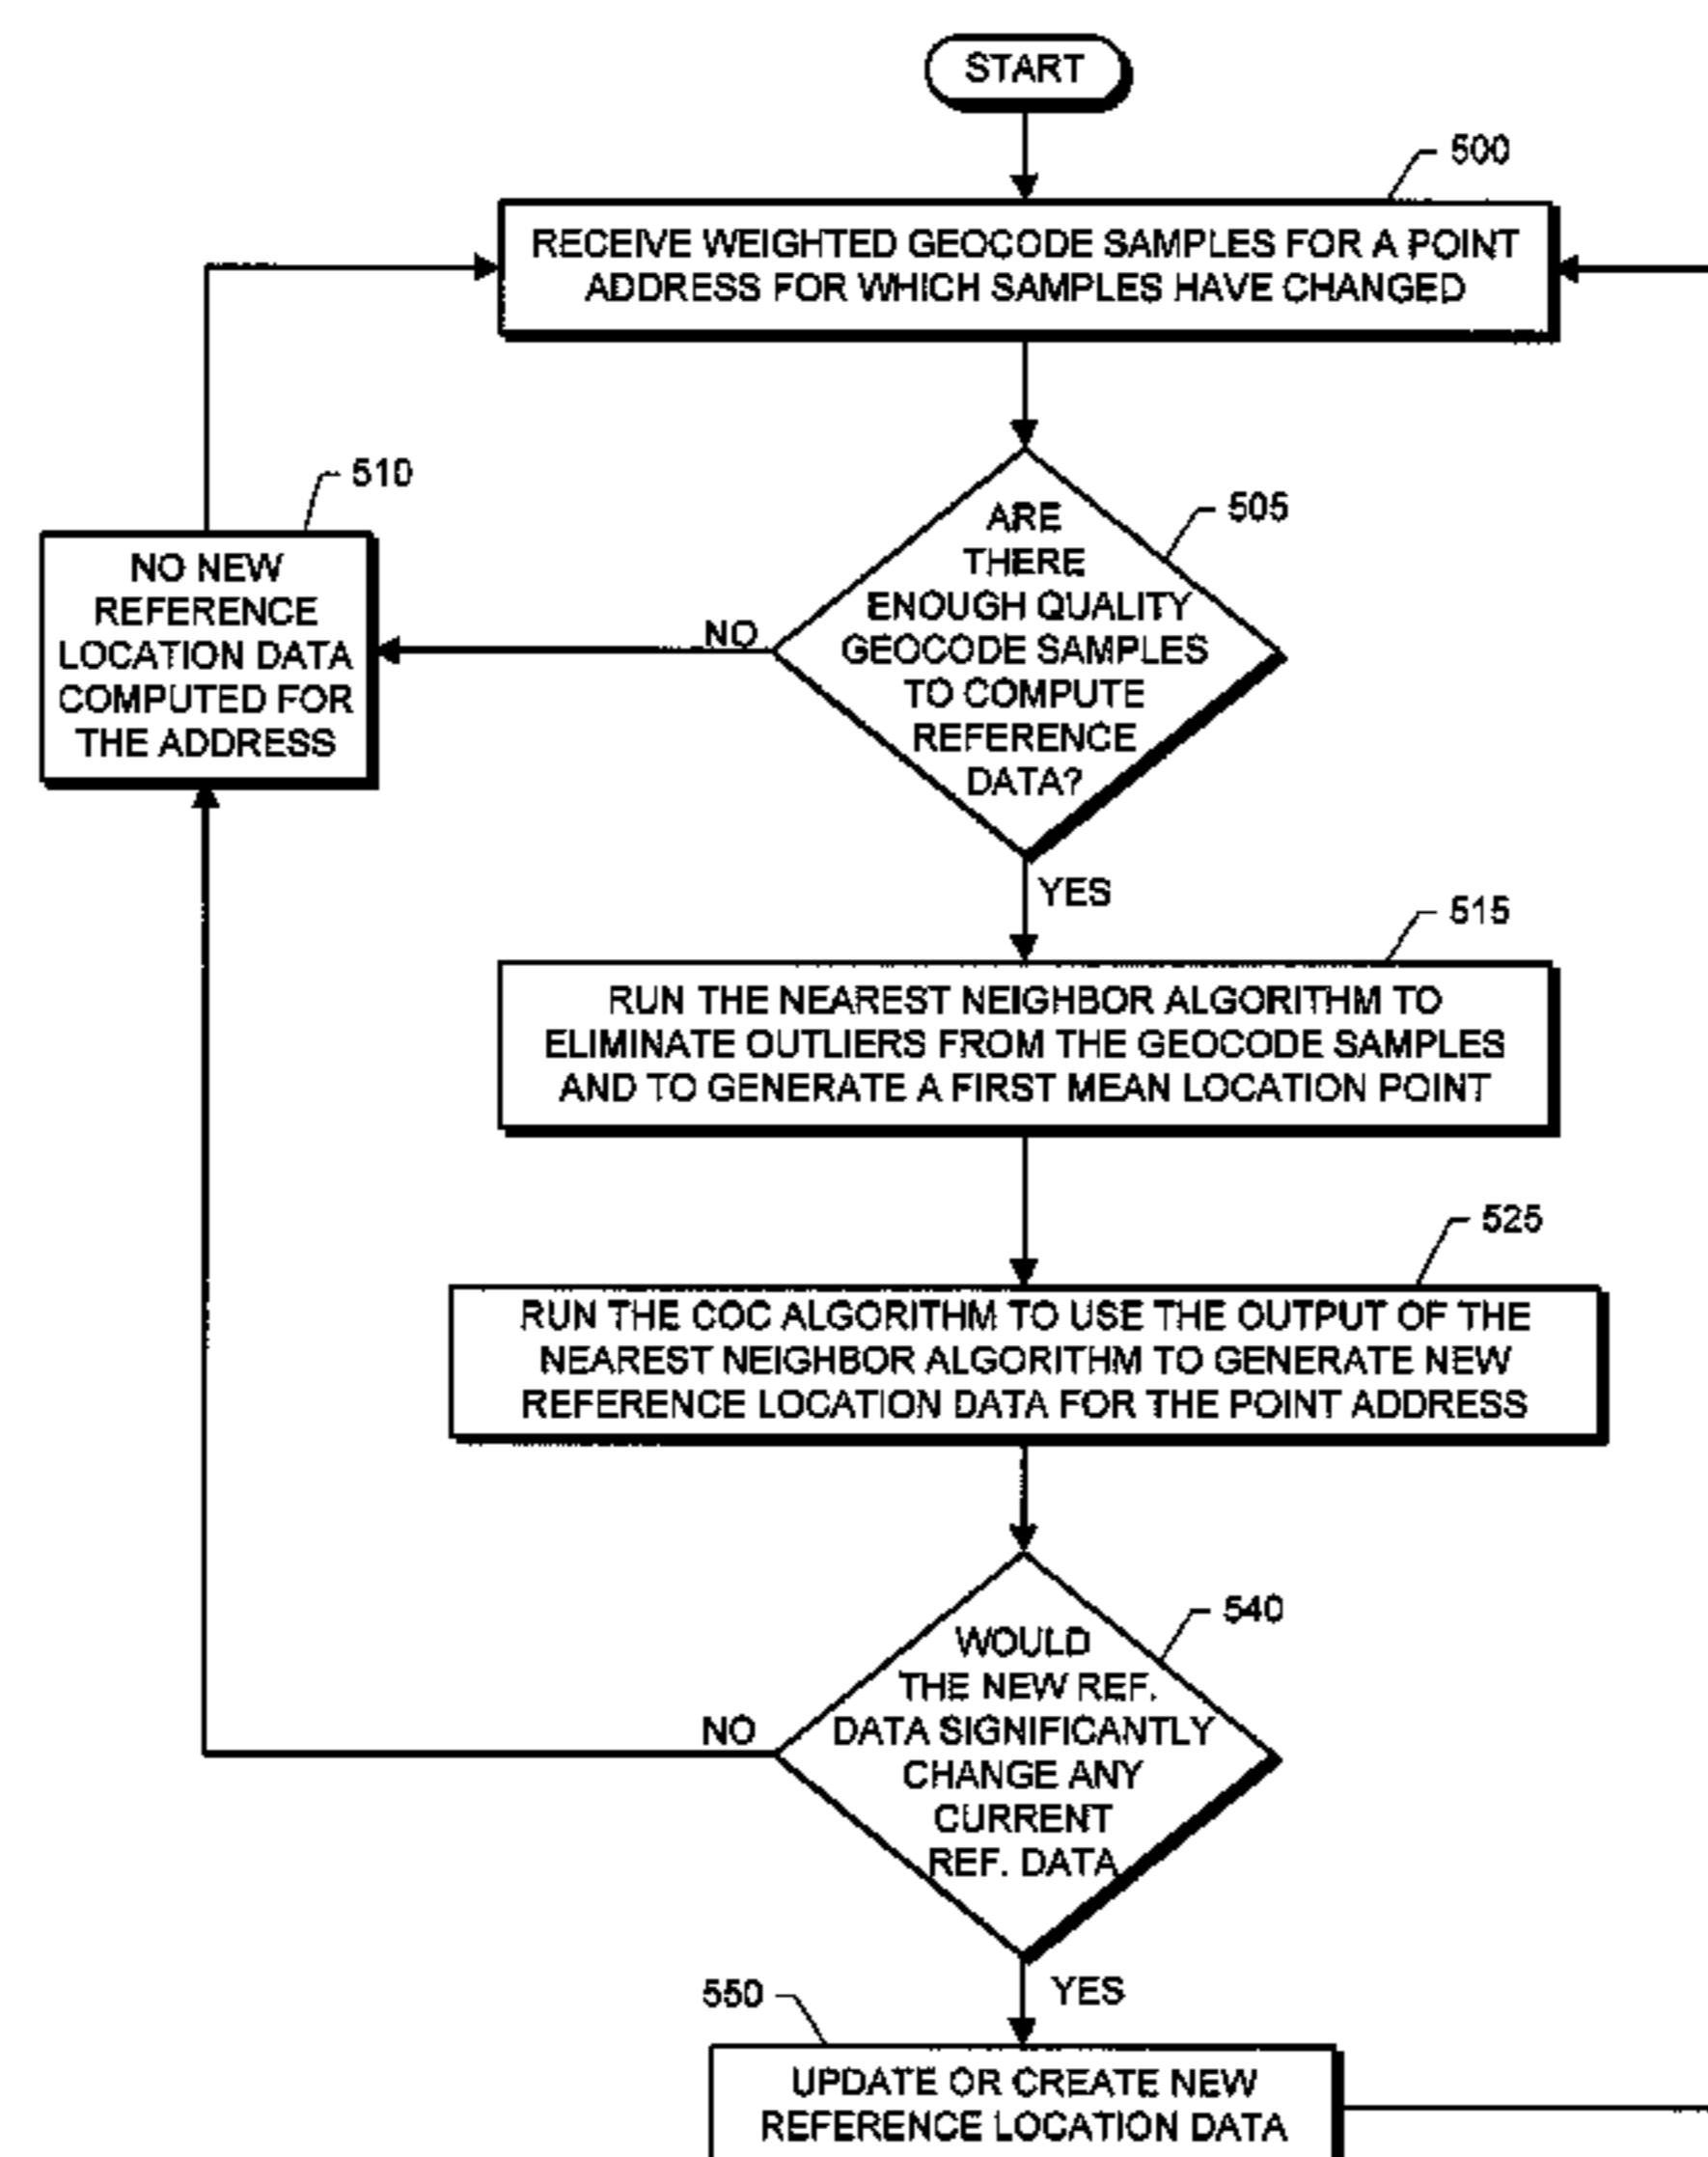 START
500
RECEIVE WEIGHTED GEOCODE SAMPLES FOR A POINT
ADDRESS FOR WHICH SAMPLES HAVE CHANGED
510
NO NEW
REFERENCE
LOCATION DATA
COMPUTED FOR
THE ADDRESS
505
ARE
THERE
ENOUGH QUALITY
GEOCODE SAMPLES
TO COMPUTE
REFERENCE
DATA?
NO
YES
515
RUN THE NEAREST NEIGHBOR ALGORITHM TO
ELIMINATE OUTLIERS FROM THE GEOCODE SAMPLES
AND TO GENERATE A FIRST MEAN LOCATION POINT
525
RUN THE COC ALGORITHM TO USE THE OUTPUT OF THE
NEAREST NEIGHBOR ALGORITHM TO GENERATE NEW
REFERENCE LOCATION DATA FOR THE POINT ADDRESS
540
WOULD
THE NEW REF.
DATA SIGNIFICANTLY
CHANGE ANY
CURRENT
REF. DATA
NO
YES
550
UPDATE OR CREATE NEW
REFERENCE LOCATION DATA